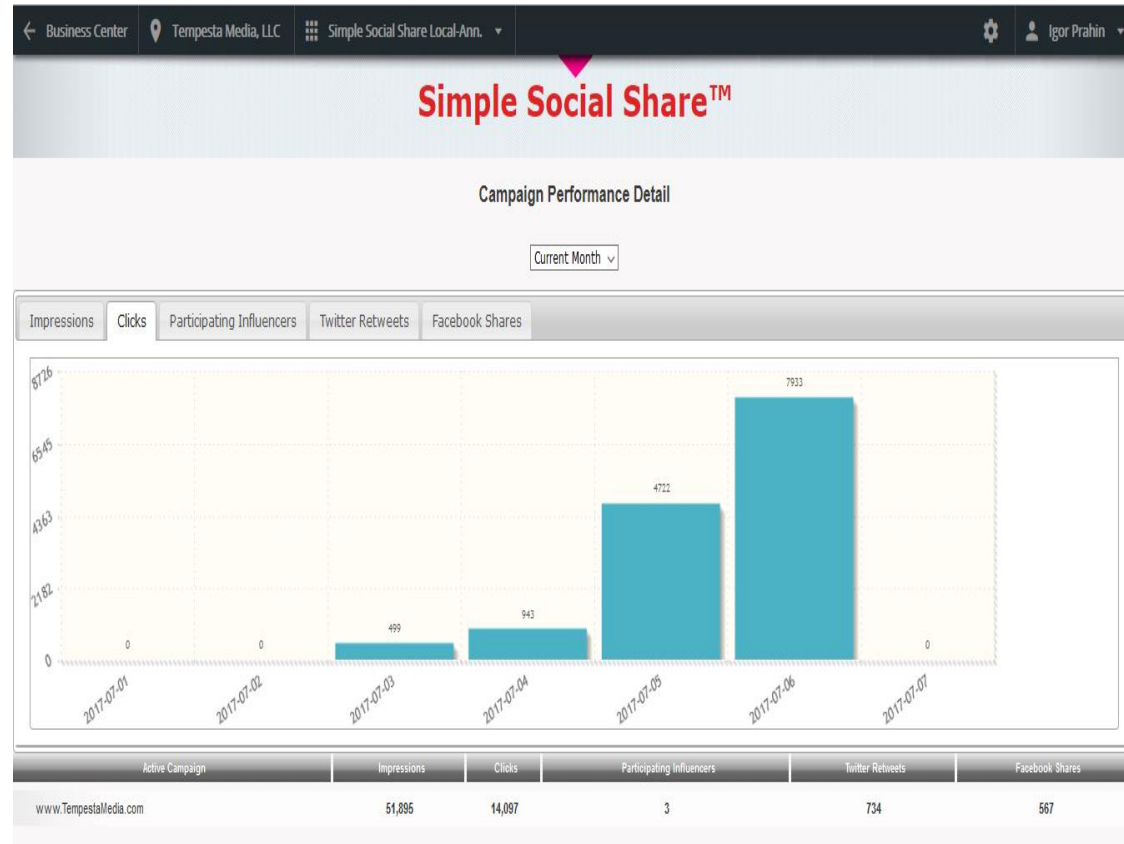 Business Center Tempesta Media, LLC Simple Social Share Local-Ann. Igor Prahin
Simple Social Share™
Campaign Performance Detail
Current Month
Impressions Clicks Participating Influencers Twitter Retweets Facebook Shares
8726
6545
4363
2182
0
0 0 499 943 4722 7933 0
2017-07-01 2017-07-02 2017-07-03 2017-07-04 2017-07-05 2017-07-06 2017-07-07
Active Campaign Impressions Clicks Participating Influencers Twitter Retweets Facebook Shares
www.TempestaMedia.com 51,895 14,097 3 734 567